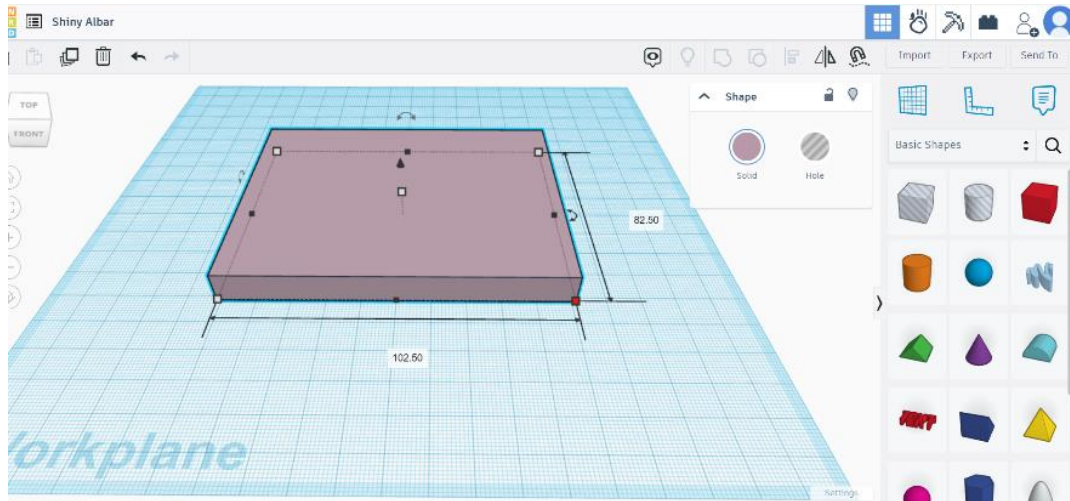 Shiny Albar
Import Export Send To
TOP
FRONT
Shape
Solid Hole
Basic Shapes
82.50
102.50
orkplane
Settings